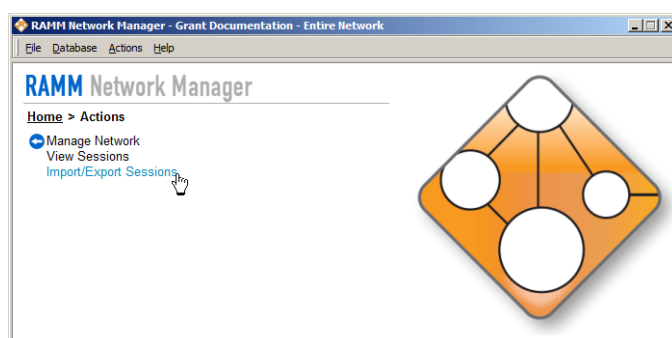 RAMM Network Manager - Grant Documentation - Entire Network
File Database Actions Help
RAMM Network Manager
Home > Actions
Manage Network
View Sessions
Import/Export Sessions